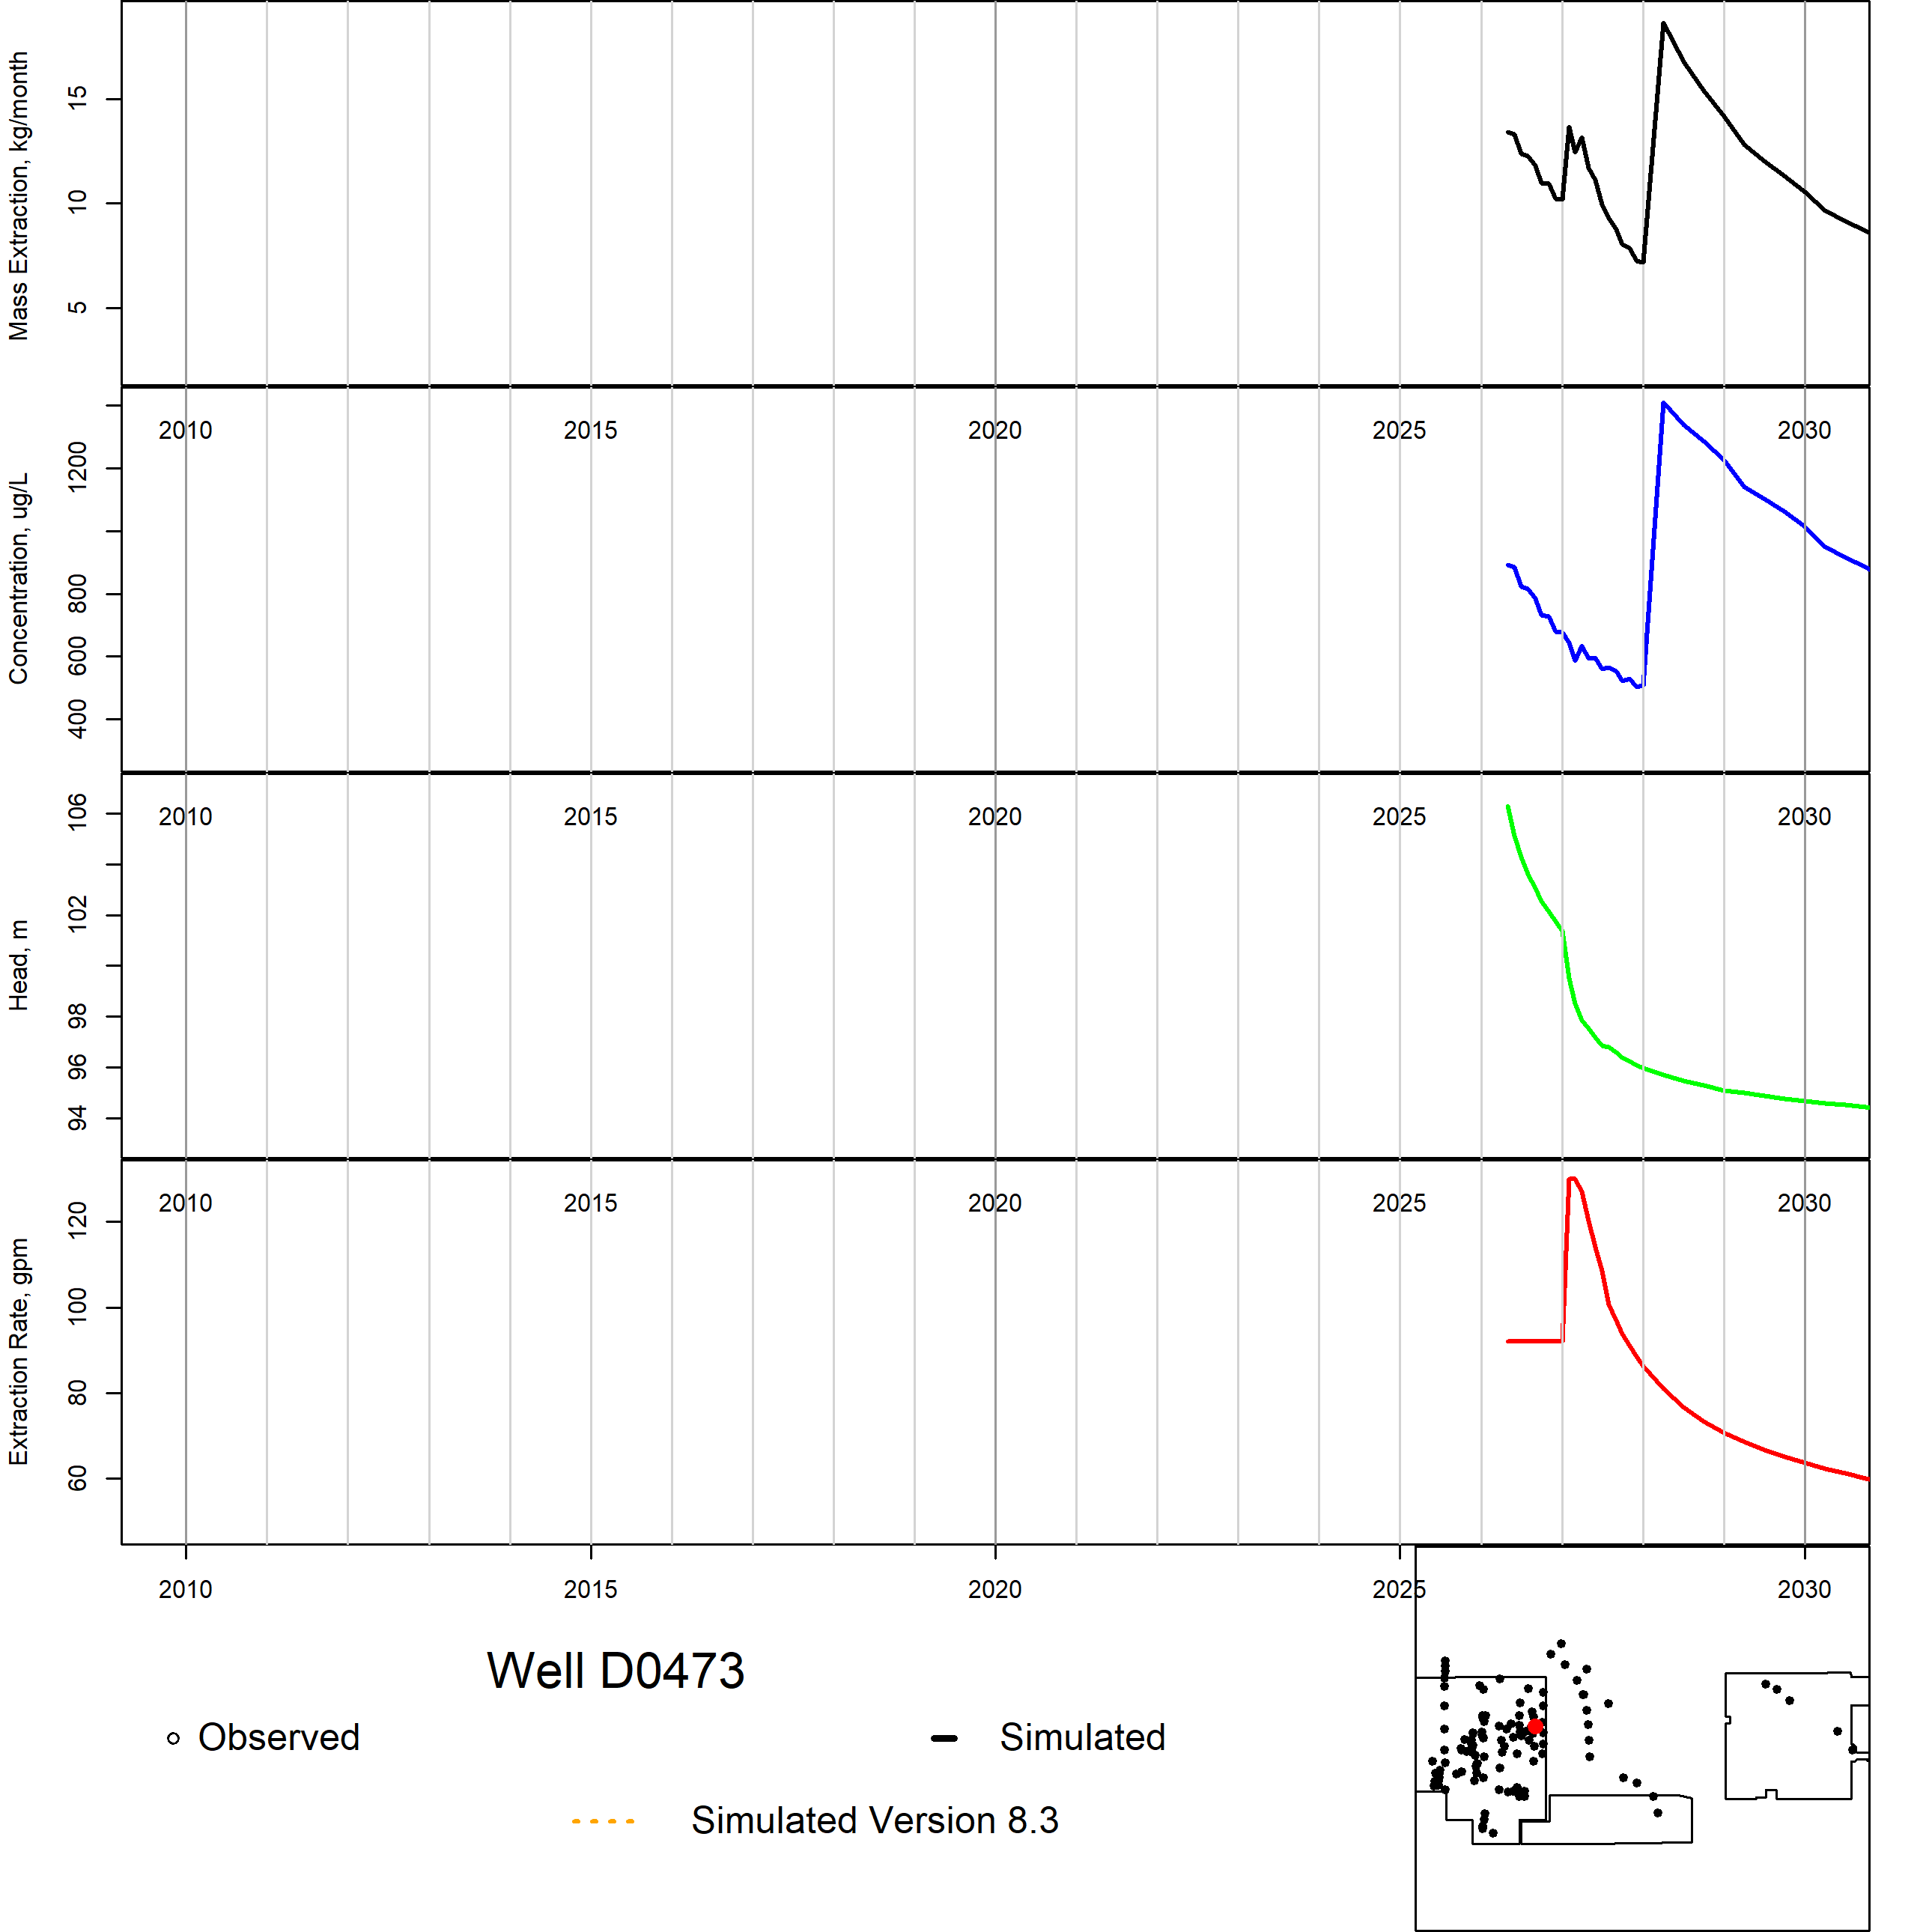 Mass Extraction, kg/month
15
10
5
2010 2015 2020 2025 2030
Concentration, ug/L
1200
800
600
400
2010 2015 2020 2025 2030
Head, m
106
102
98
96
94
2010 2015 2020 2025 2030
Extraction Rate, gpm
120
100
80
60
2010 2015 2020 2025 2030
Well D0473
Observed Simulated
Simulated Version 8.3